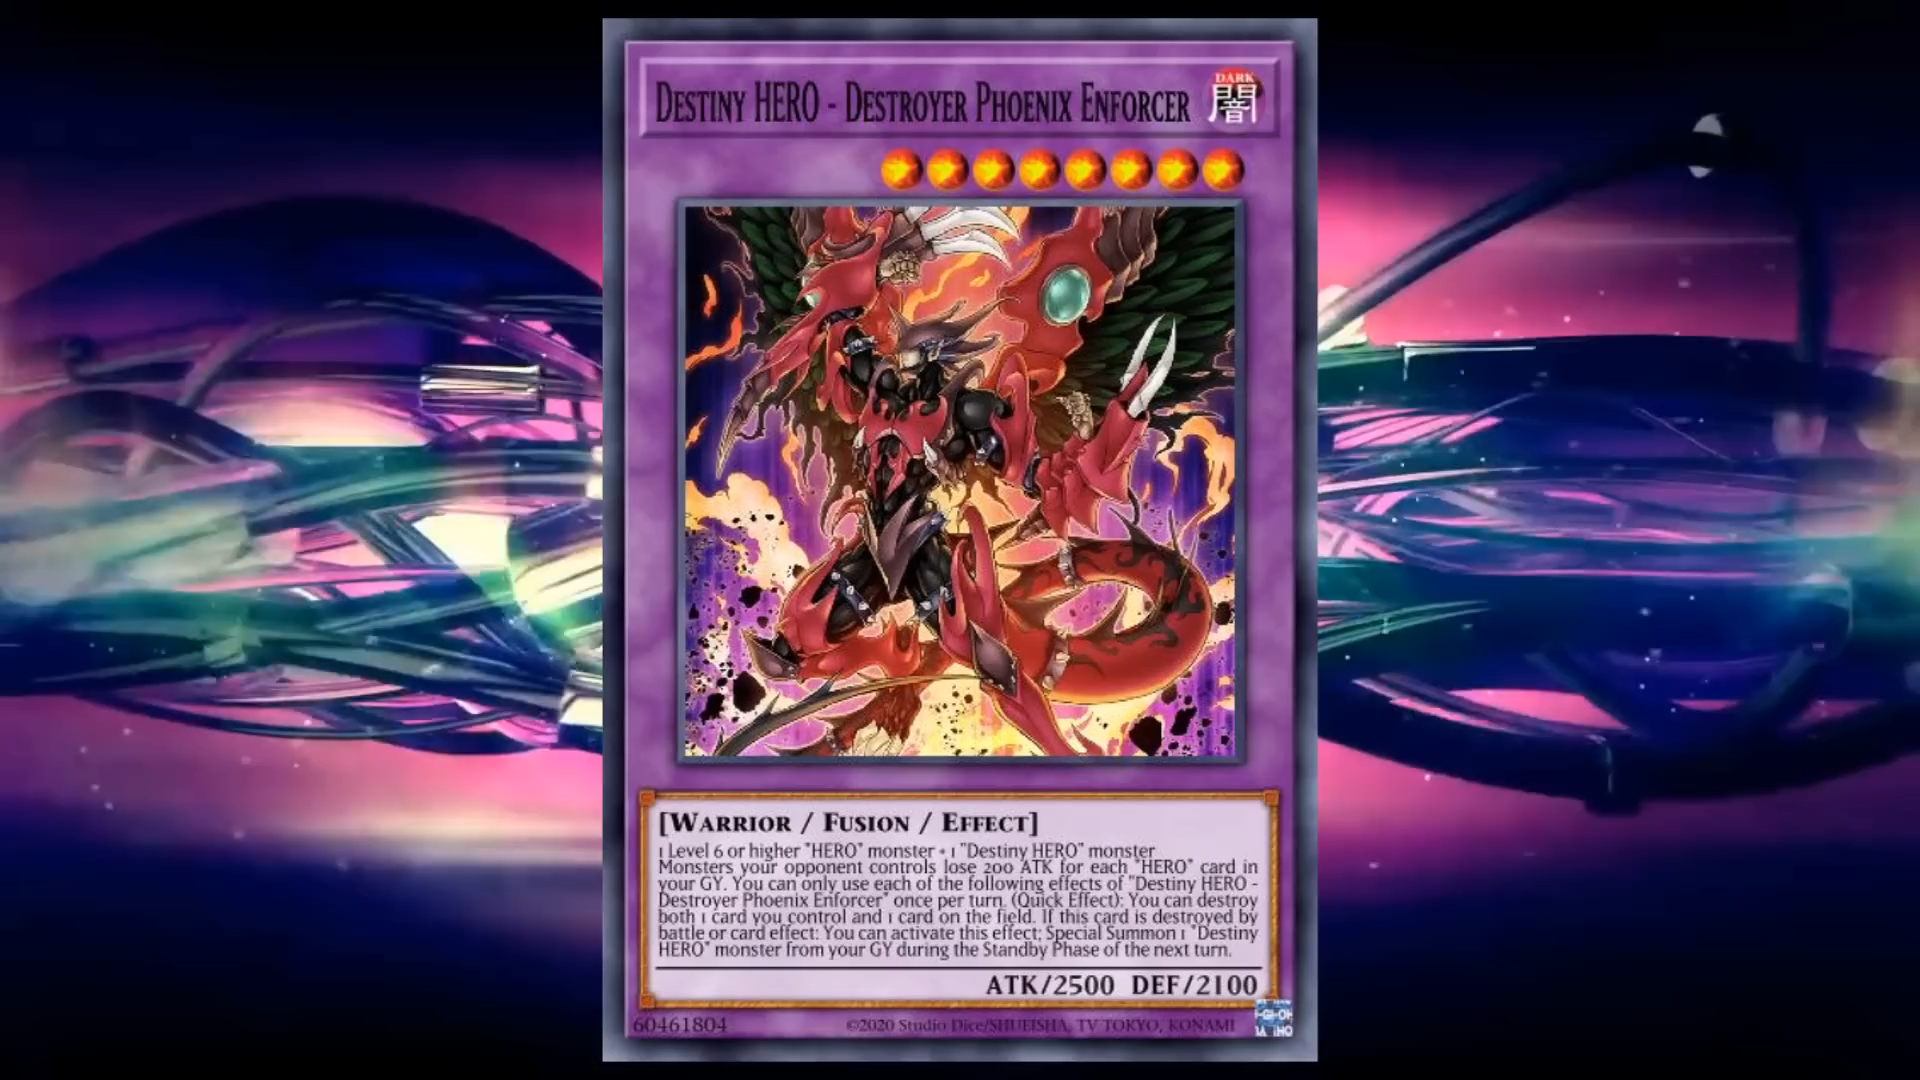 Destiny HERO - Destroyer Phoenix Enforcer
DARK
闇
[Warrior / Fusion / Effect]
1 Level 6 or higher "HERO" monster + 1 "Destiny HERO" monster
Monsters your opponent controls lose 200 ATK for each "HERO" card in
your GY. You can only use each of the following effects of "Destiny HERO -
Destroyer Phoenix Enforcer" once per turn. (Quick Effect): You can destroy
both 1 card you control and 1 card on the field. If this card is destroyed by
battle or card effect: You can activate this effect; Special Summon 1 "Destiny
HERO" monster from your GY during the Standby Phase of the next turn.
ATK/2500 DEF/2100
60461804 ©2020 Studio Dice/SHUEISHA, TV TOKYO, KONAMI